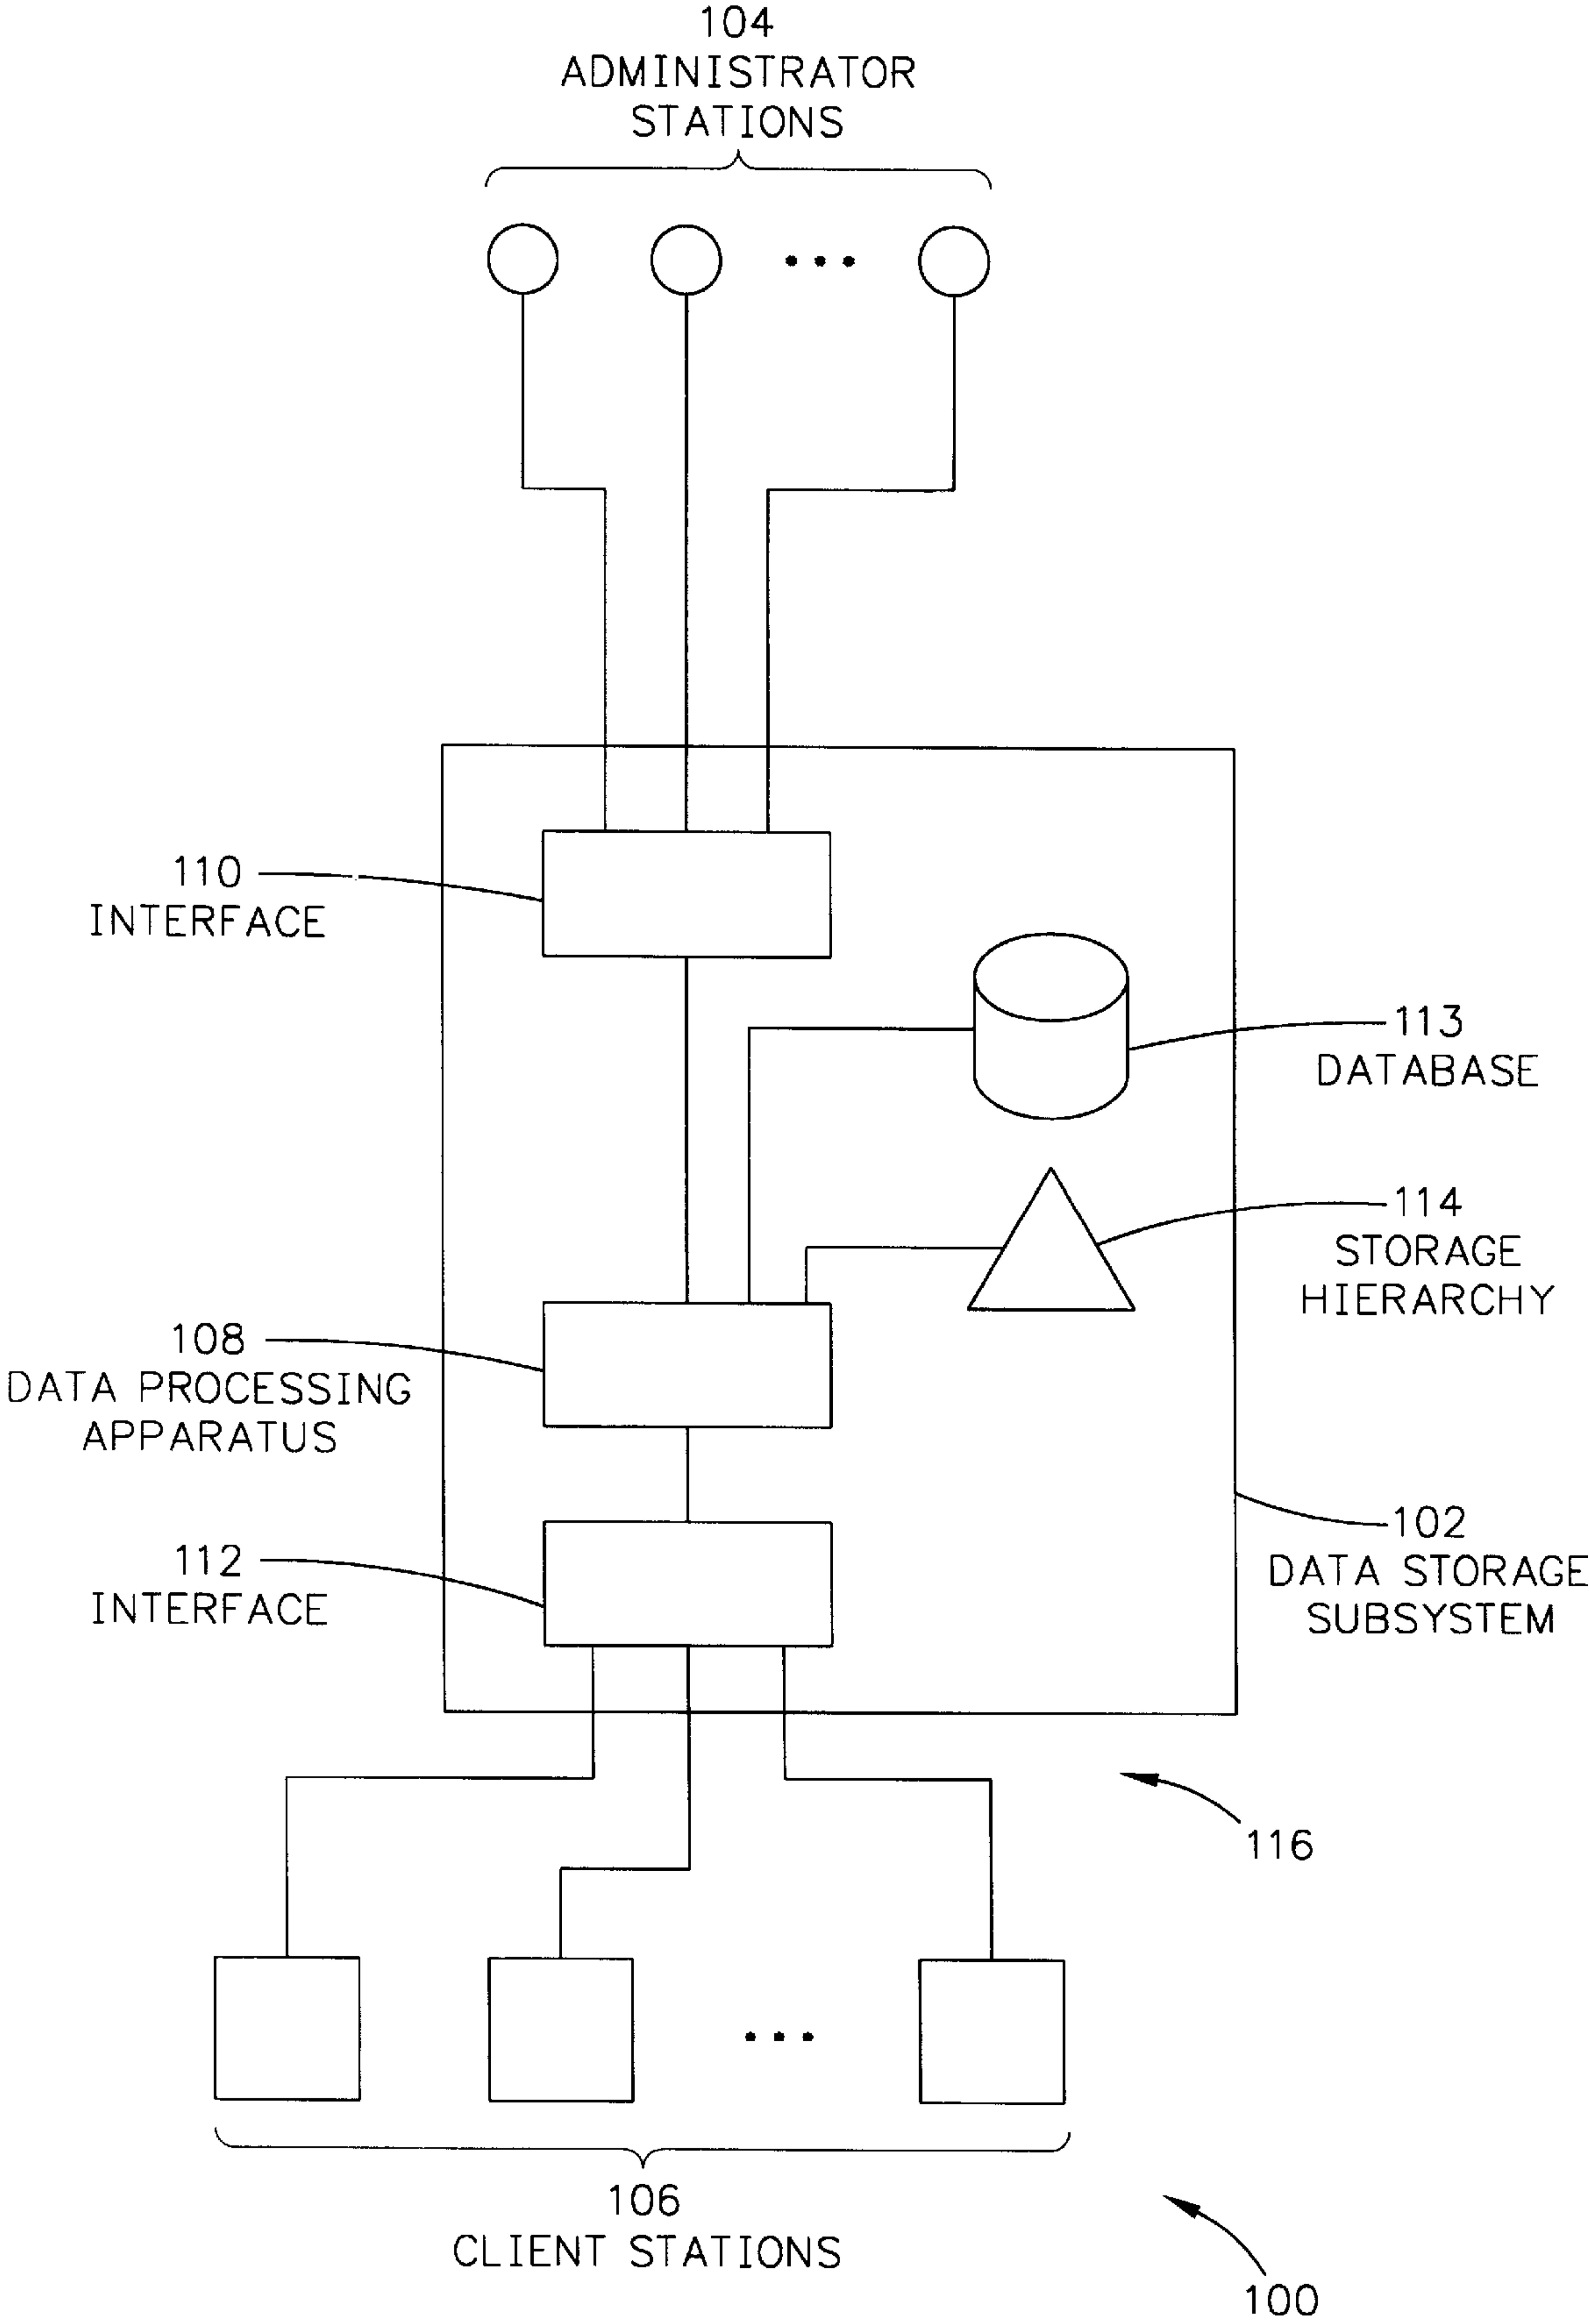 104
ADMINISTRATOR
STATIONS
110
INTERFACE
113
DATABASE
114
STORAGE
HIERARCHY
108
DATA PROCESSING
APPARATUS
102
DATA STORAGE
SUBSYSTEM
112
INTERFACE
116
106
CLIENT STATIONS
100